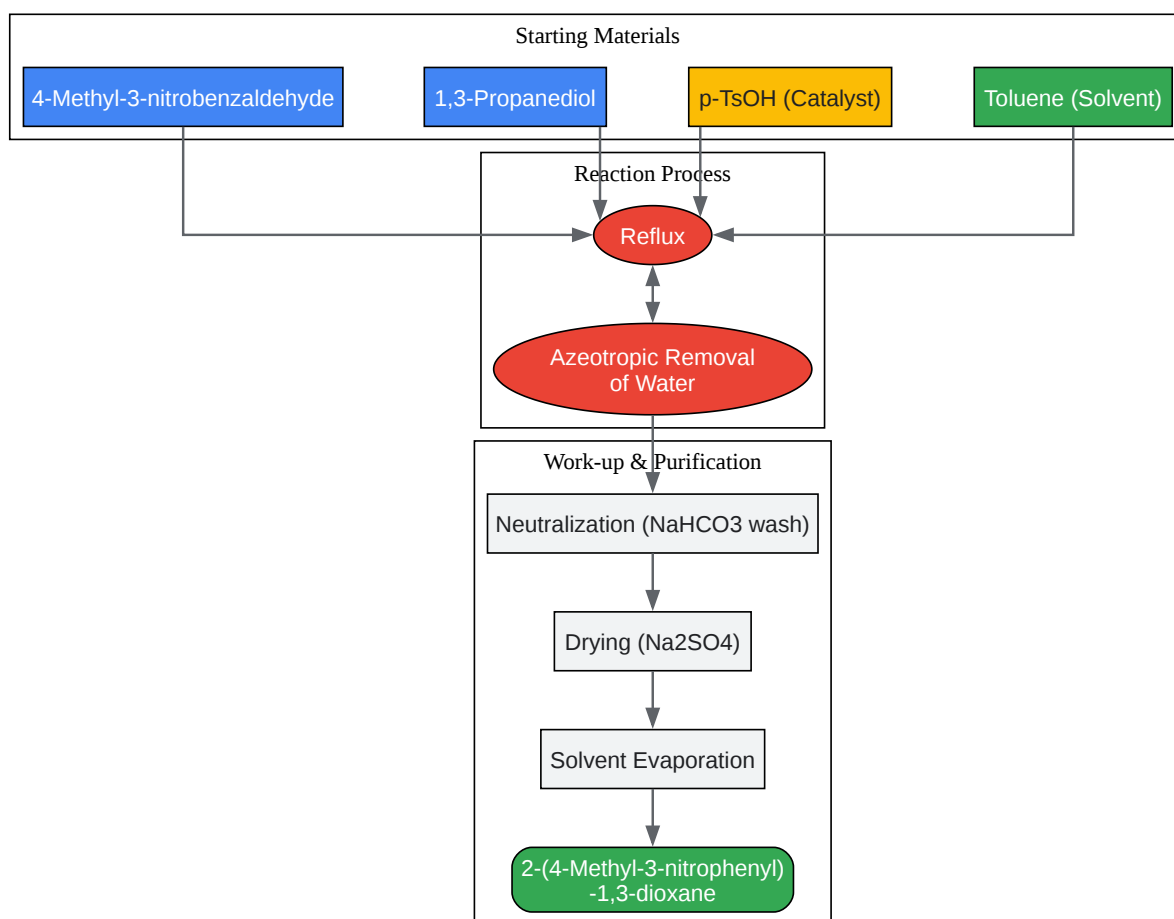 Starting Materials
4-Methyl-3-nitrobenzaldehyde
1,3-Propanediol
p-TsOH (Catalyst)
Toluene (Solvent)
Reaction Process
Reflux
Azeotropic Removal
of Water
Work-up & Purification
Neutralization (NaHCO3 wash)
Drying (Na2SO4)
Solvent Evaporation
2-(4-Methyl-3-nitrophenyl)
-1,3-dioxane